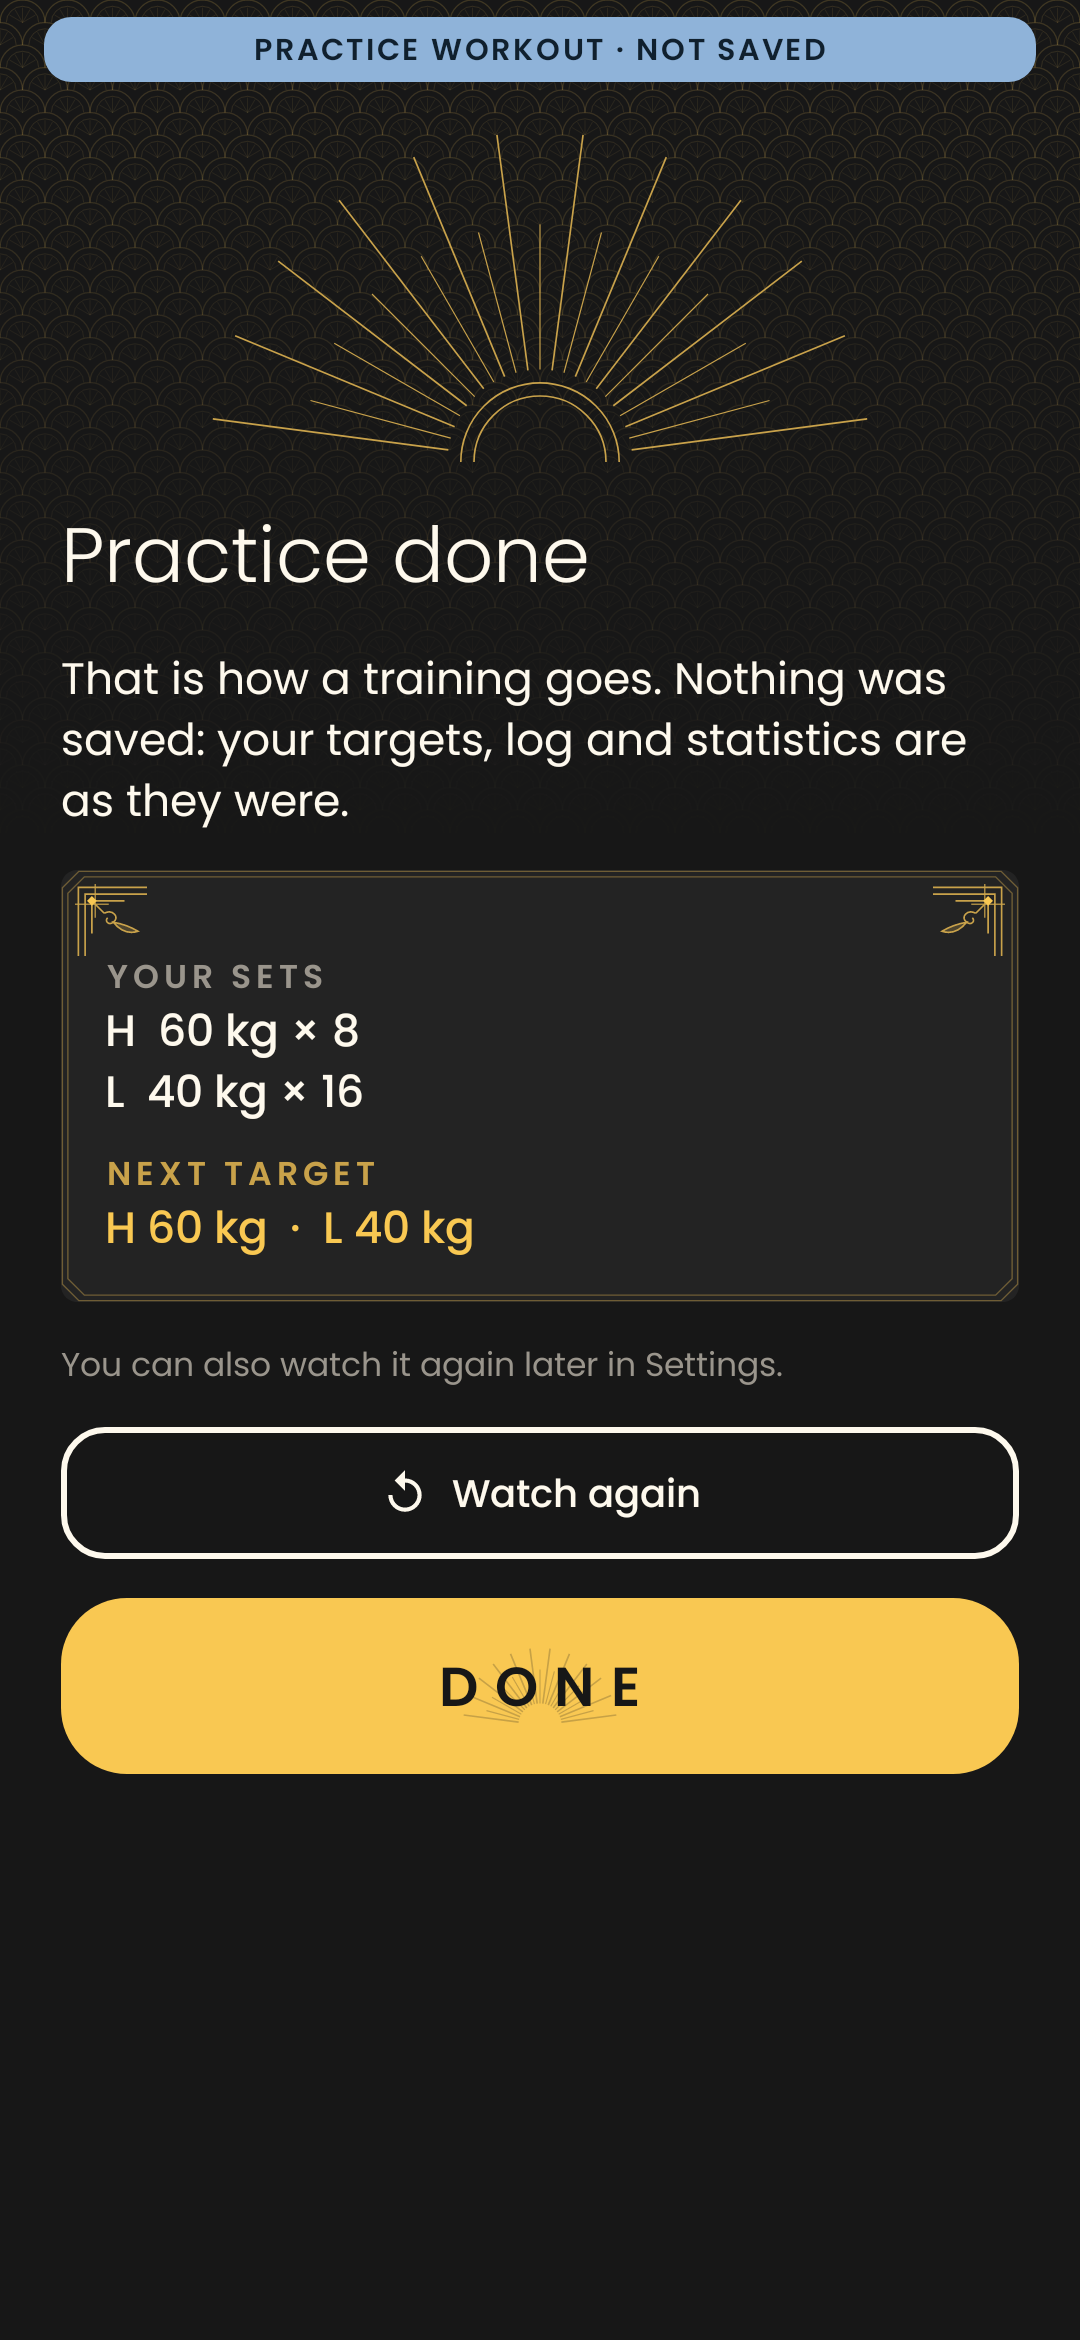 PRACTICE WORKOUT · NOT SAVED
Practice done
That is how a training goes. Nothing was
saved: your targets, log and statistics are
as they were.
YOUR SETS
H 60 kg × 8
L 40 kg × 16
NEXT TARGET
H 60 kg · L 40 kg
You can also watch it again later in Settings.
Watch again
DONE